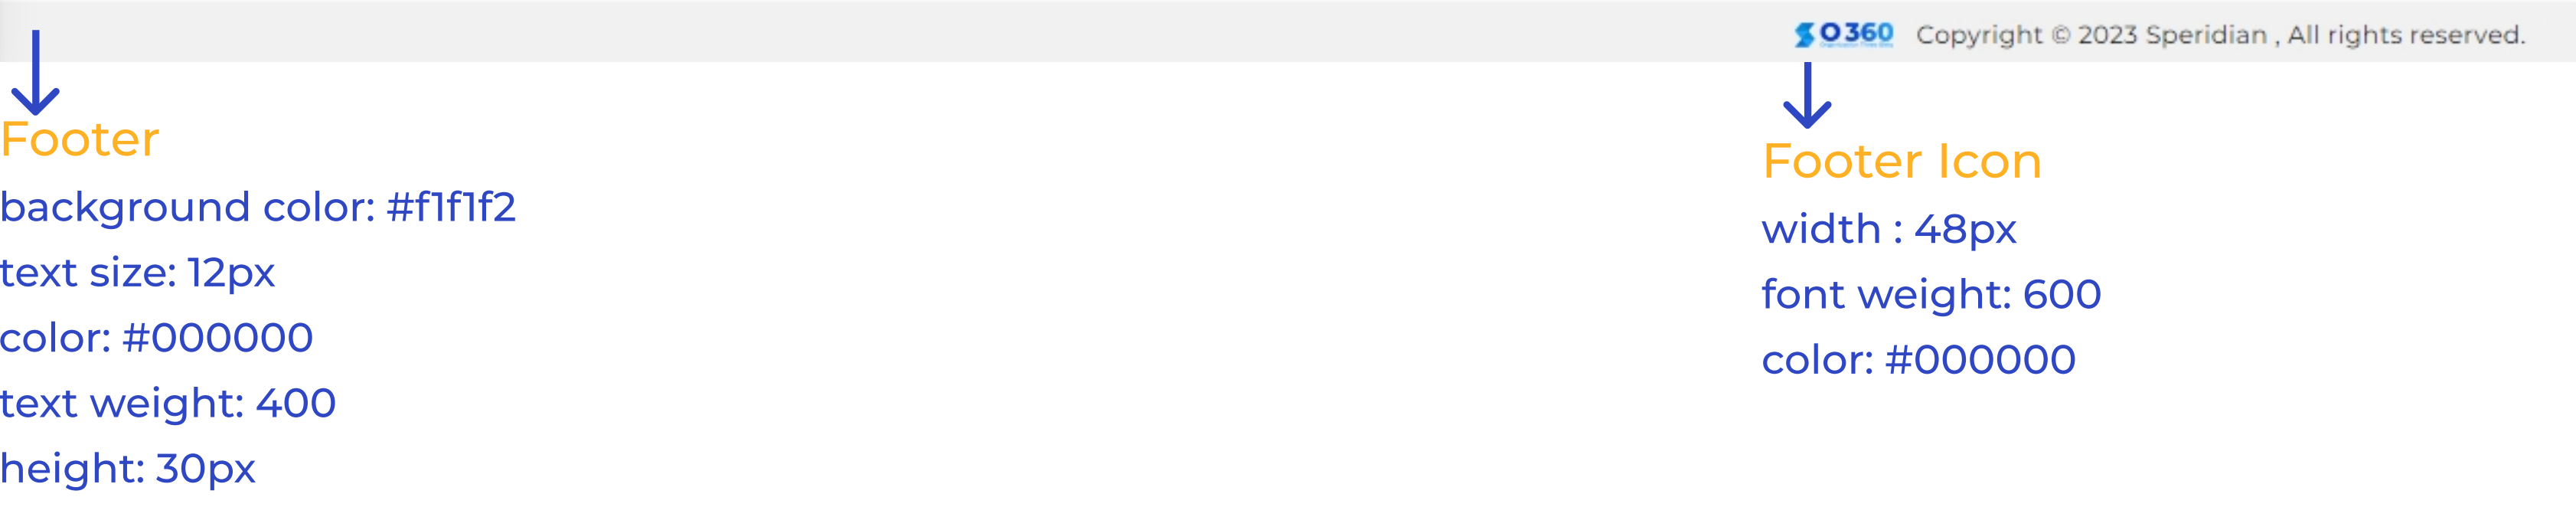 O360 Copyright © 2023 Speridian , All rights reserved.
Footer
background color: #f1f1f2
text size: 12px
color: #000000
text weight: 400
height: 30px
Footer Icon
width : 48px
font weight: 600
color: #000000